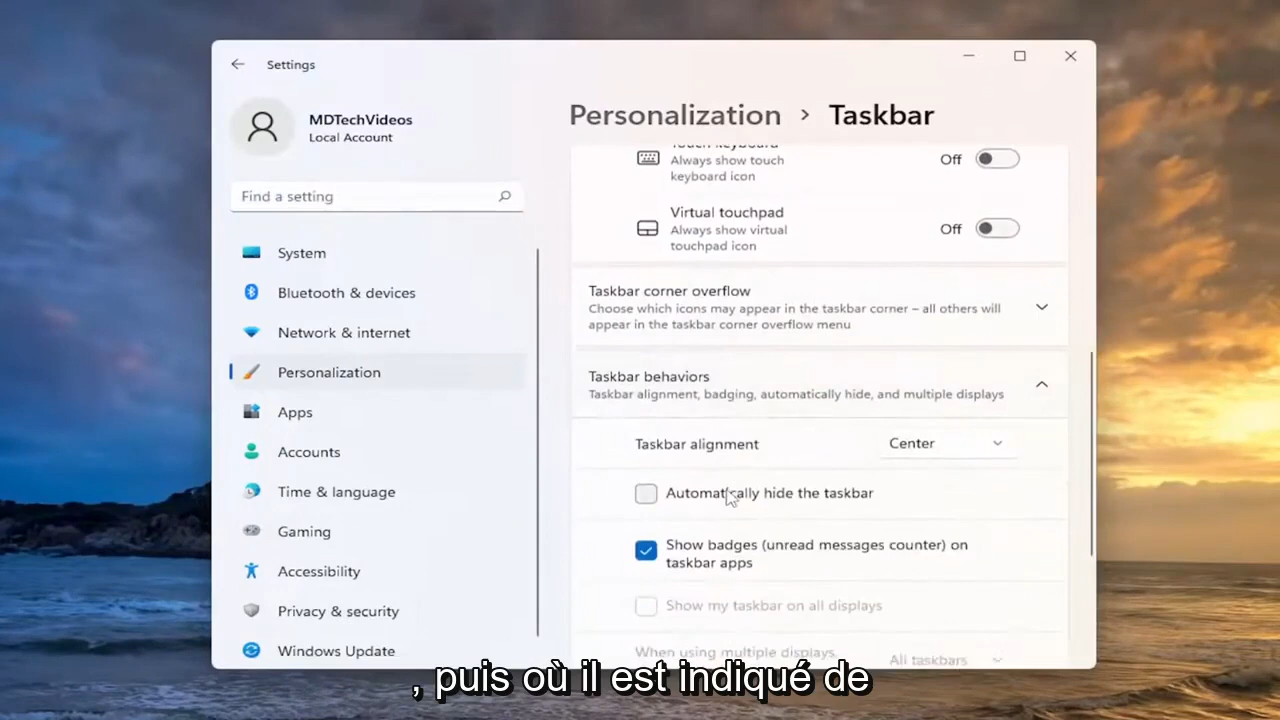 Settings
MDTechVideos
Local Account
Find a setting
System
Bluetooth & devices
Network & internet
Personalization
Apps
Accounts
Time & language
Gaming
Accessibility
Privacy & security
Windows Update
Personalization > Taskbar
Touch keyboard
Always show touch
keyboard icon
Off
Virtual touchpad
Always show virtual
touchpad icon
Off
Taskbar corner overflow
Choose which icons may appear in the taskbar corner – all others will
appear in the taskbar corner overflow menu
Taskbar behaviors
Taskbar alignment, badging, automatically hide, and multiple displays
Taskbar alignment
Center
Automatically hide the taskbar
Show badges (unread messages counter) on
taskbar apps
Show my taskbar on all displays
When using multiple displays,
All taskbars
, puis où il est indiqué de